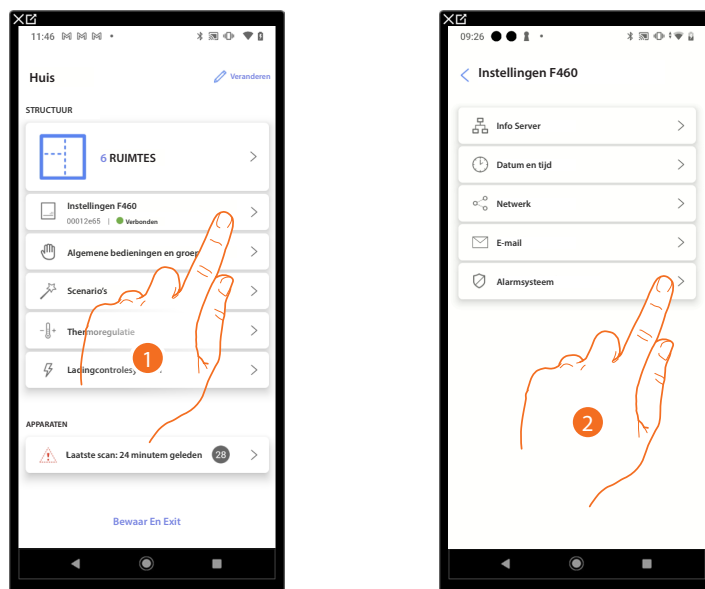 11:46
Huis
Veranderen
STRUCTUUR
6 RUIMTES
Instellingen F460
00012e65 | Verbonden
Algemene bedieningen en groep
Scenario's
Thermoregulatie
1
APPARATEN
Laatste scan: 24 minutem geleden 28
Bewaar En Exit
09:26
Instellingen F460
Info Server
Datum en tijd
Netwerk
E-mail
Alarmsysteem
2